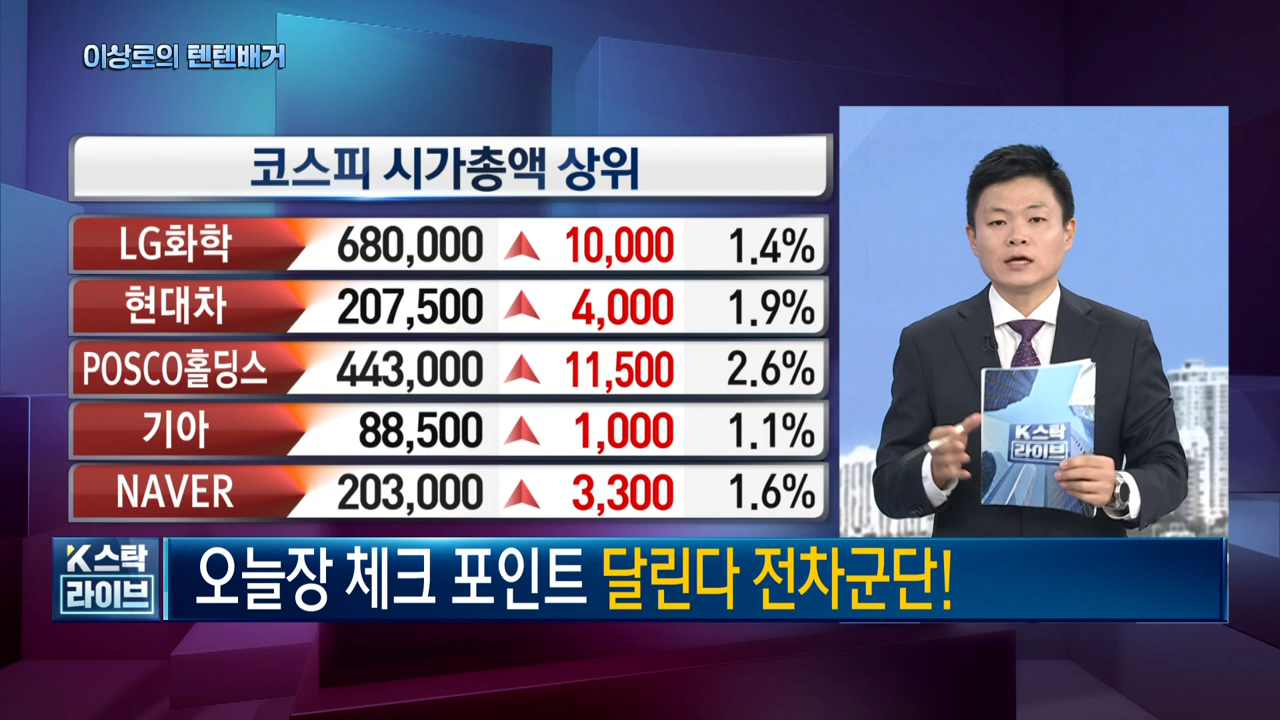 이상로의 텐텐배거
코스피 시가총액 상위
LG화학 680,000 ▲ 10,000 1.4%
현대차 207,500 ▲ 4,000 1.9%
POSCO홀딩스 443,000 ▲ 11,500 2.6%
기아 88,500 ▲ 1,000 1.1%
NAVER 203,000 ▲ 3,300 1.6%
K스탁
라이브
K스탁
라이브
오늘장 체크 포인트 달린다 전차군단!